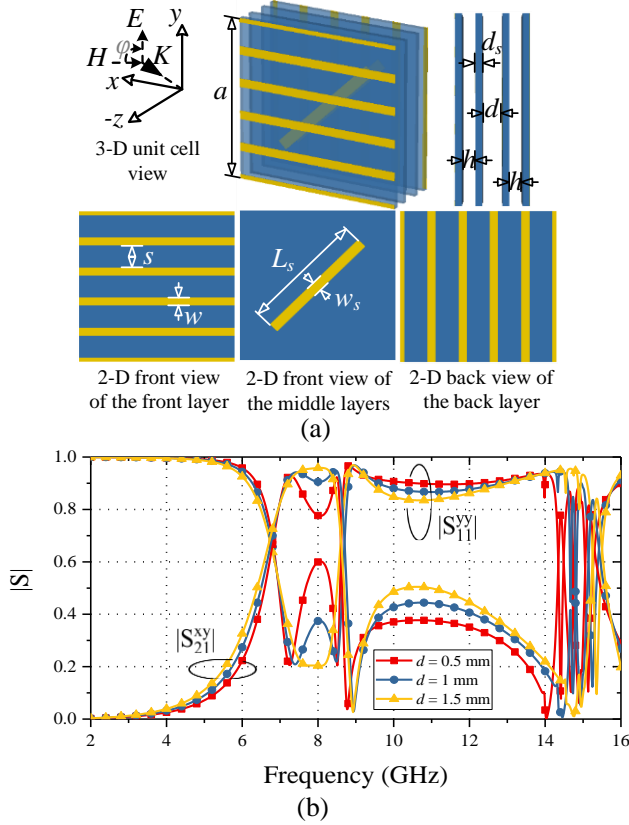 y
E
φ
H
K
x
-z
3-D unit cell
view
a
d_s
d
h
h
s
w
L_s
w_s
2-D front view
of the front layer
2-D front view of
the middle layers
2-D back view of
the back layer
(a)
1.0
0.8
0.6
0.4
0.2
0.0
|S|
|S₁₁^yy|
|S₂₁^xy|
d = 0.5 mm
d = 1 mm
d = 1.5 mm
2 4 6 8 10 12 14 16
Frequency (GHz)
(b)